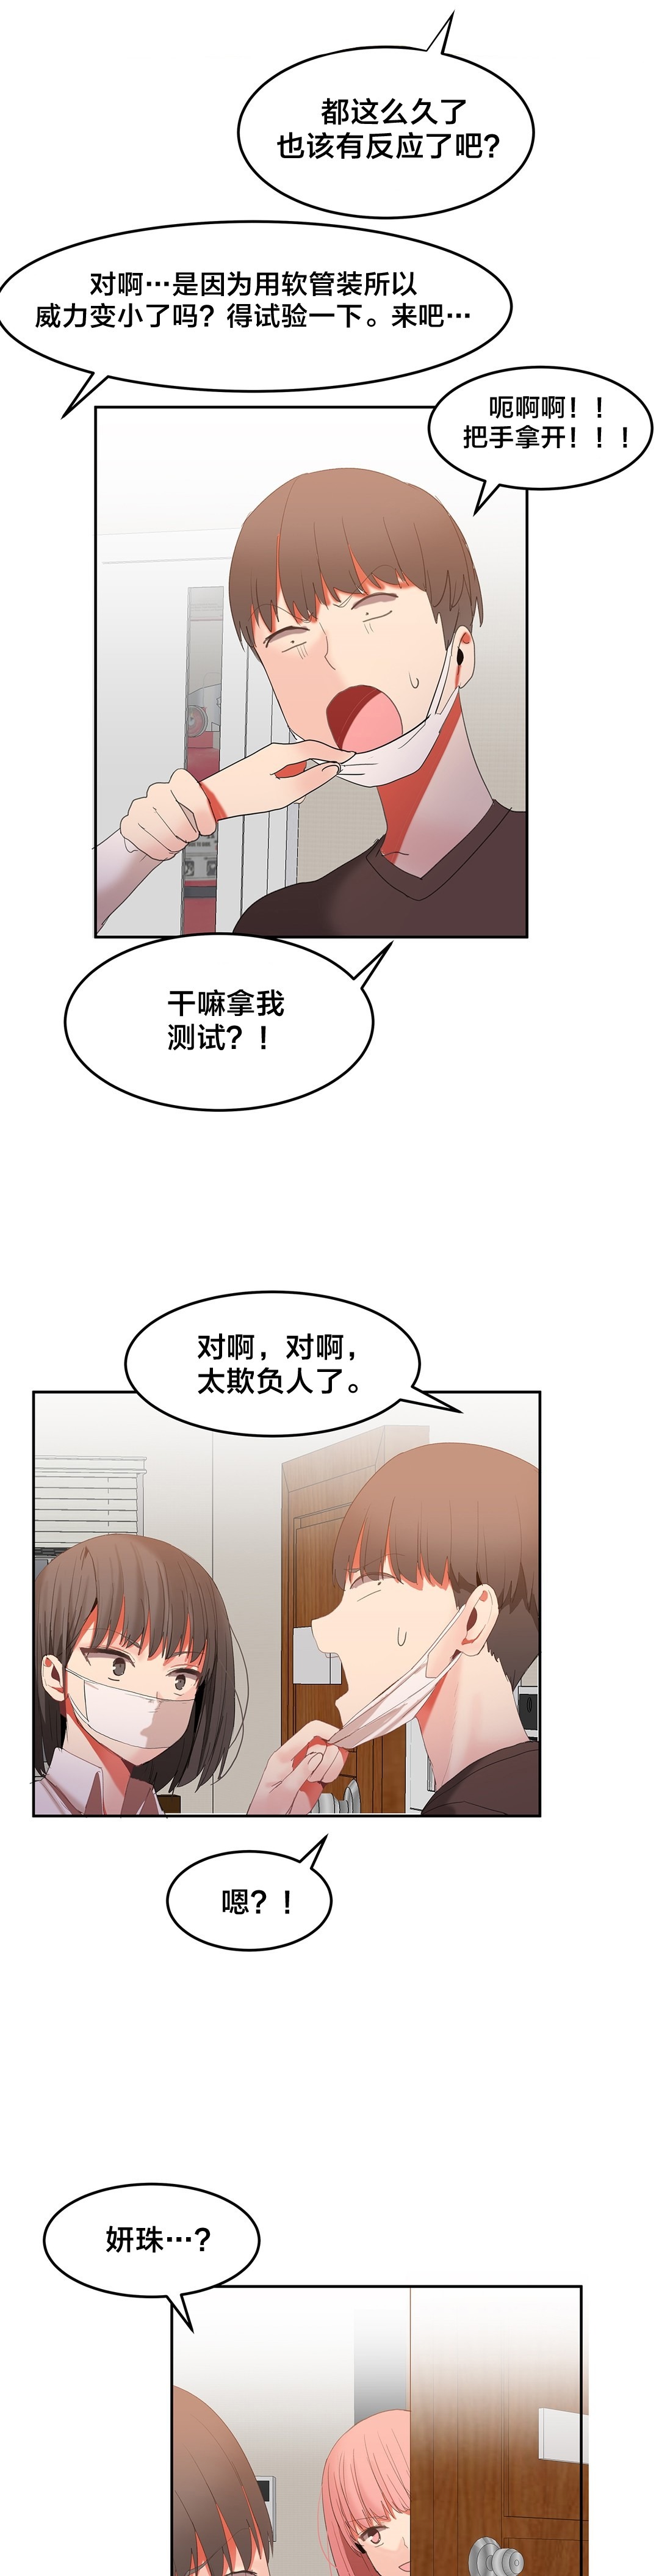 都这么久了
也该有反应了吧？
对啊…是因为用软管装所以
威力变小了吗？得试验一下。来吧…
呃啊啊！！
把手拿开！！！
干嘛拿我
测试？！
对啊，对啊，
太欺负人了。
嗯？！
妍珠…？